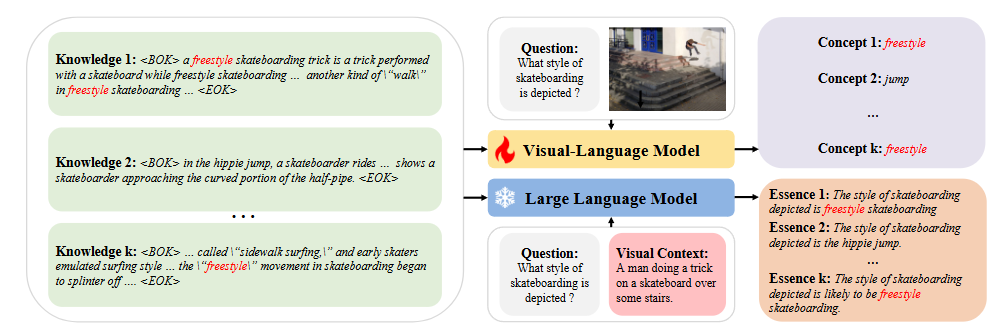 Knowledge 1: <BOK> a freestyle skateboarding trick is a trick performed
with a skateboard while freestyle skateboarding … another kind of \“walk\”
in freestyle skateboarding … <EOK>
Knowledge 2: <BOK> in the hippie jump, a skateboarder rides … shows a
skateboarder approaching the curved portion of the half-pipe. <EOK>
...
Knowledge k: <BOK> … called \“sidewalk surfing,\” and early skaters
emulated surfing style … the \“freestyle\” movement in skateboarding began
to splinter off …. <EOK>
Question:
What style of
skateboarding
is depicted ?
Visual-Language Model
Large Language Model
Question:
What style of
skateboarding is
depicted ?
Visual Context:
A man doing a trick
on a skateboard over
some stairs.
Concept 1: freestyle
Concept 2: jump
...
Concept k: freestyle
Essence 1: The style of skateboarding
depicted is freestyle skateboarding
Essence 2: The style of skateboarding
depicted is the hippie jump.
...
Essence k: The style of skateboarding
depicted is likely to be freestyle
skateboarding.